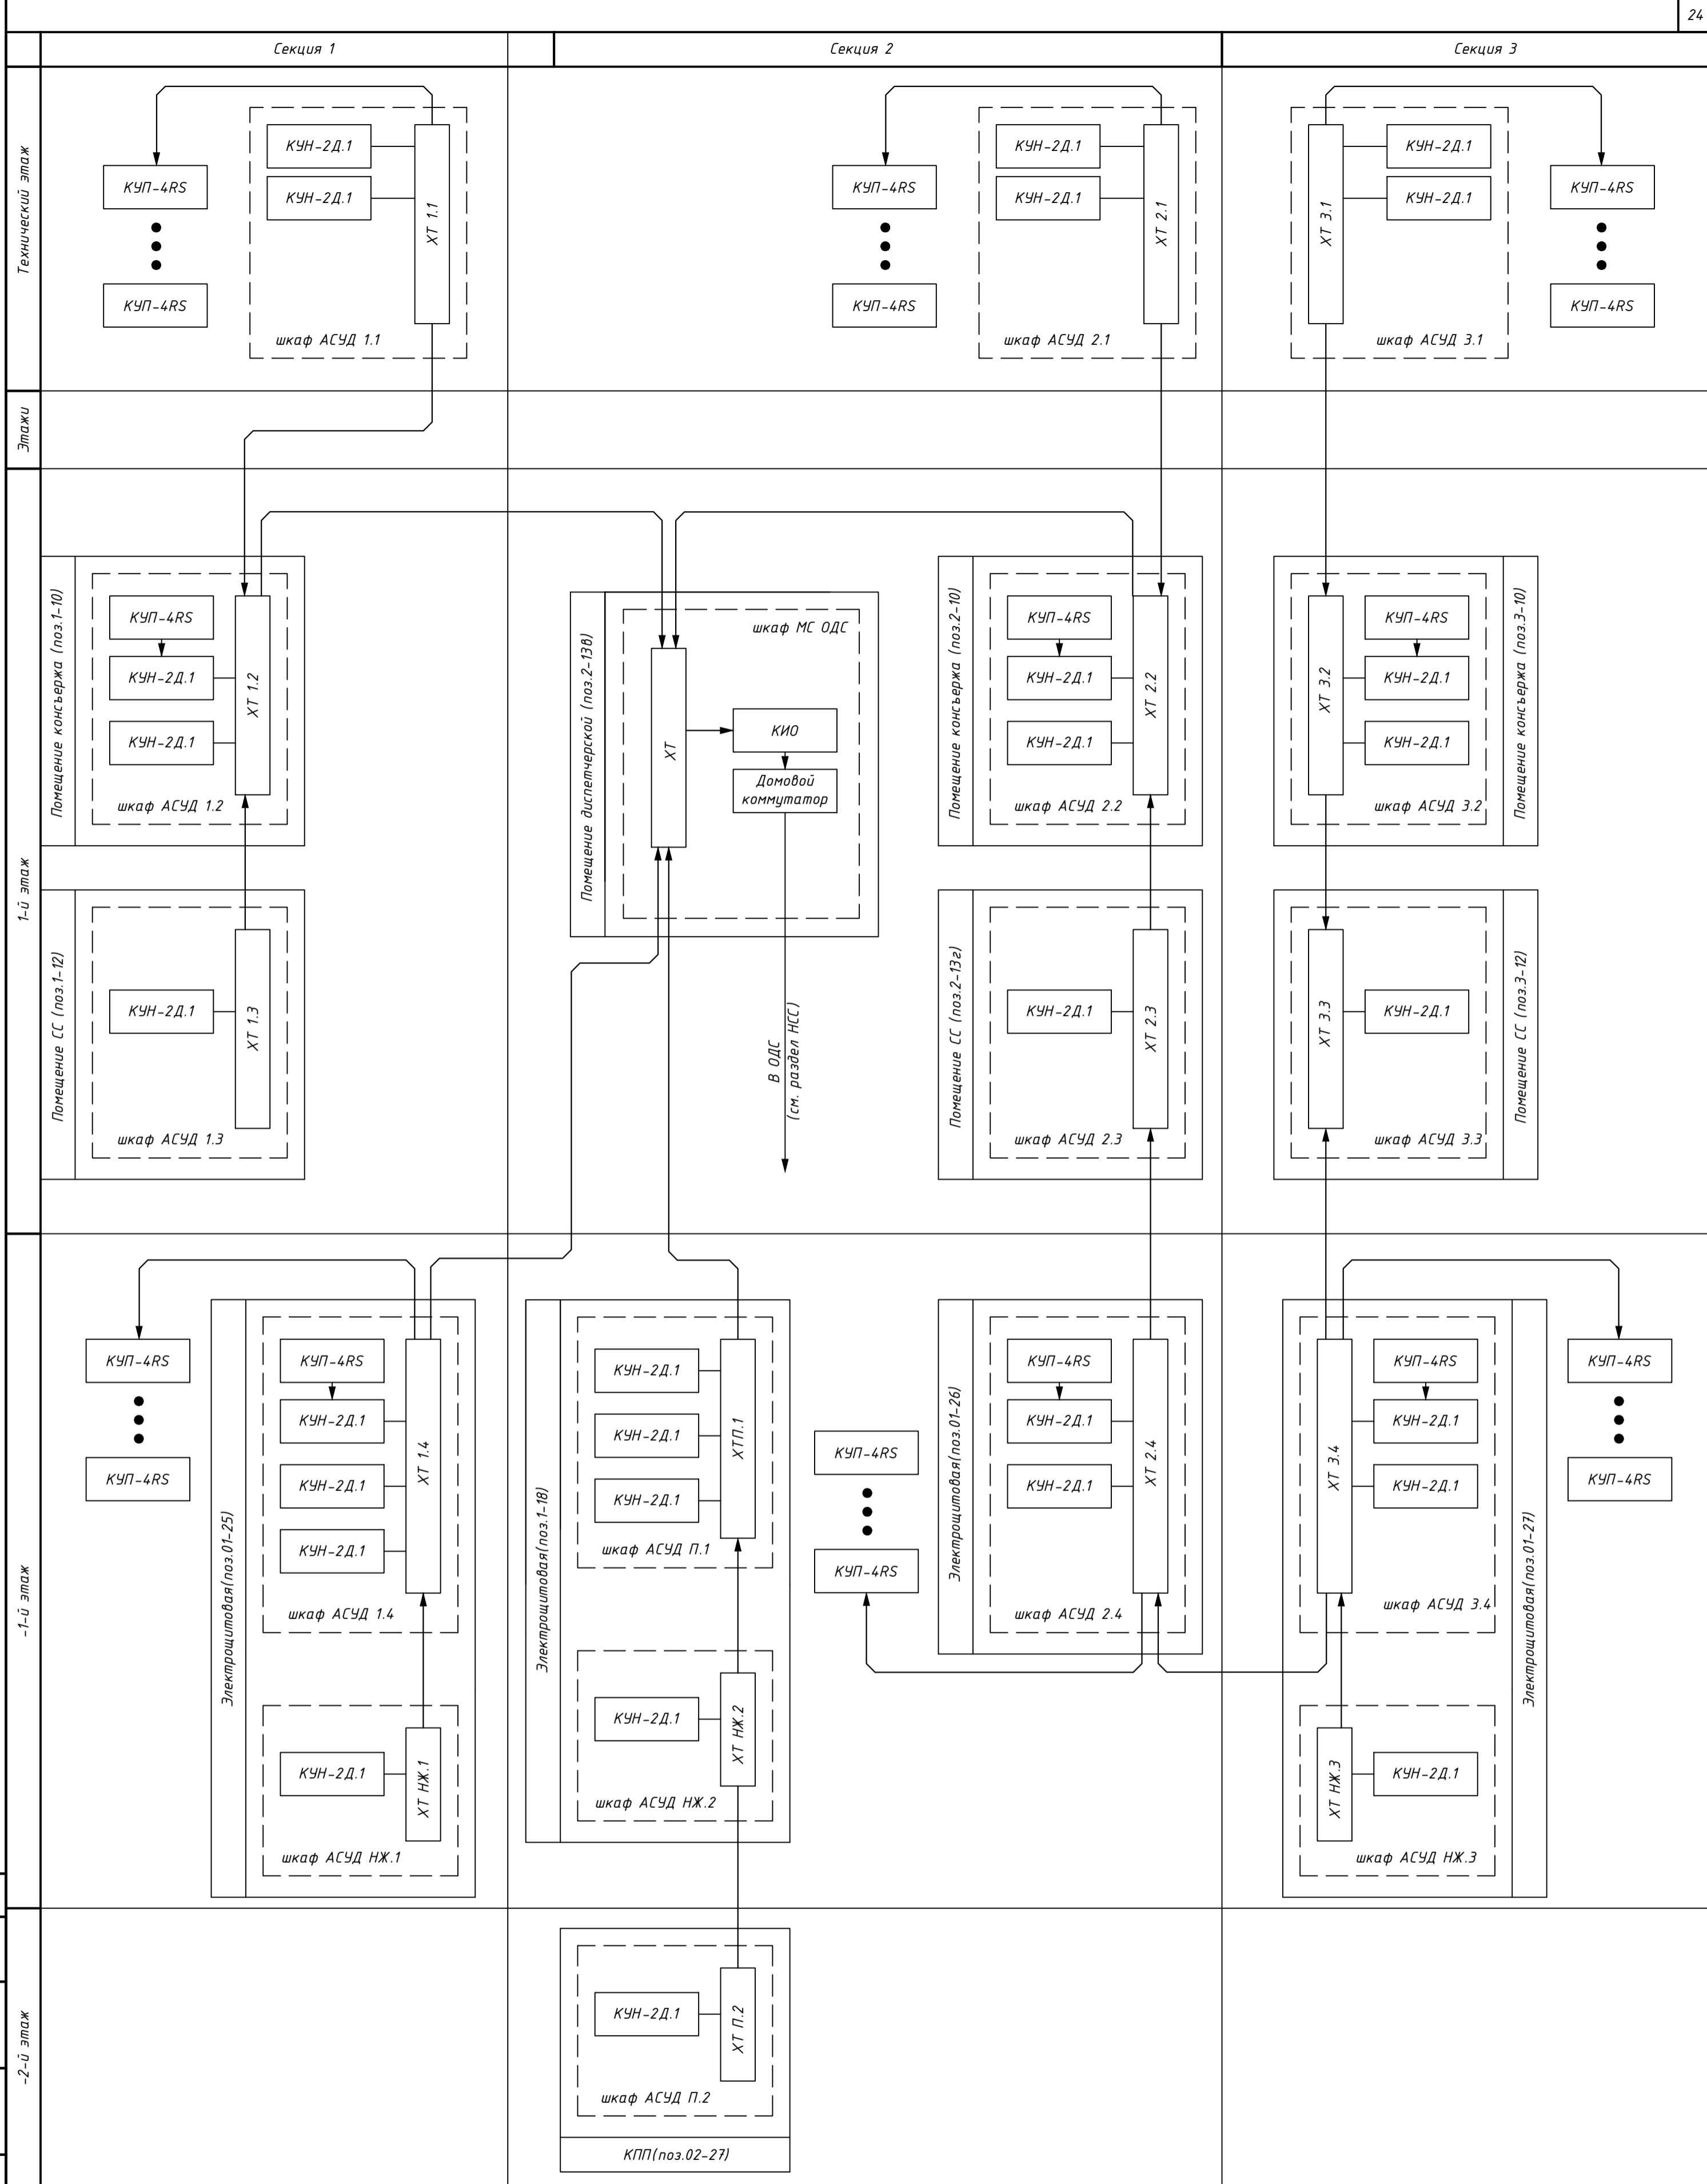 24
Секция 1
Секция 2
Секция 3
Технический этаж
КУП-4RS
КУП-4RS
КУН-2Д.1
КУН-2Д.1
ХТ 1.1
шкаф АСУД 1.1
КУП-4RS
КУП-4RS
КУН-2Д.1
КУН-2Д.1
ХТ 2.1
шкаф АСУД 2.1
ХТ 3.1
КУН-2Д.1
КУН-2Д.1
шкаф АСУД 3.1
КУП-4RS
КУП-4RS
Этажи
1-й этаж
Помещение консьержа (поз.1-10)
КУП-4RS
КУН-2Д.1
КУН-2Д.1
ХТ 1.2
шкаф АСУД 1.2
Помещение СС (поз.1-12)
КУН-2Д.1
ХТ 1.3
шкаф АСУД 1.3
Помещение диспетчерской (поз.2-13в)
шкаф МС ОДС
ХТ
КИО
Домовой
коммутатор
В ОДС
(см. раздел НСС)
Помещение консьержа (поз.2-10)
КУП-4RS
КУН-2Д.1
КУН-2Д.1
ХТ 2.2
шкаф АСУД 2.2
Помещение СС (поз.2-13г)
КУН-2Д.1
ХТ 2.3
шкаф АСУД 2.3
ХТ 3.2
КУП-4RS
КУН-2Д.1
КУН-2Д.1
шкаф АСУД 3.2
Помещение консьержа (поз.3-10)
ХТ 3.3
КУН-2Д.1
шкаф АСУД 3.3
Помещение СС (поз.3-12)
-1-й этаж
КУП-4RS
КУП-4RS
Электрощитовая(поз.01-25)
КУП-4RS
КУН-2Д.1
КУН-2Д.1
КУН-2Д.1
ХТ 1.4
шкаф АСУД 1.4
КУН-2Д.1
ХТ НЖ.1
шкаф АСУД НЖ.1
Электрощитовая(поз.1-18)
КУН-2Д.1
КУН-2Д.1
КУН-2Д.1
ХТП.1
шкаф АСУД П.1
КУН-2Д.1
ХТ НЖ.2
шкаф АСУД НЖ.2
КУП-4RS
КУП-4RS
Электрощитовая(поз.01-26)
КУП-4RS
КУН-2Д.1
КУН-2Д.1
ХТ 2.4
шкаф АСУД 2.4
ХТ 3.4
КУП-4RS
КУН-2Д.1
КУН-2Д.1
шкаф АСУД 3.4
ХТ НЖ.3
КУН-2Д.1
шкаф АСУД НЖ.3
Электрощитовая(поз.01-27)
КУП-4RS
КУП-4RS
-2-й этаж
КУН-2Д.1
ХТ П.2
шкаф АСУД П.2
КПП(поз.02-27)